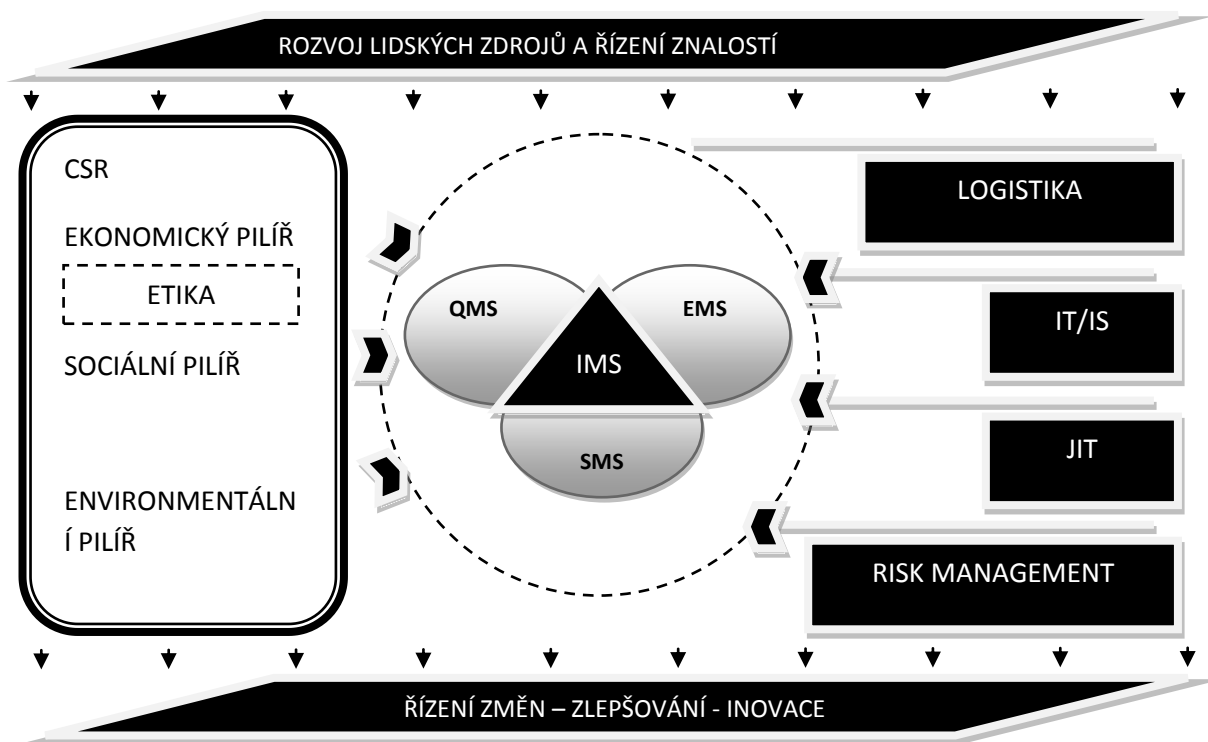 ROZVOJ LIDSKÝCH ZDROJŮ A ŘÍZENÍ ZNALOSTÍ
CSR
EKONOMICKÝ PILÍŘ
ETIKA
SOCIÁLNÍ PILÍŘ
ENVIRONMENTÁLN
Í PILÍŘ
QMS
EMS
IMS
SMS
LOGISTIKA
IT/IS
JIT
RISK MANAGEMENT
ŘÍZENÍ ZMĚN – ZLEPŠOVÁNÍ - INOVACE